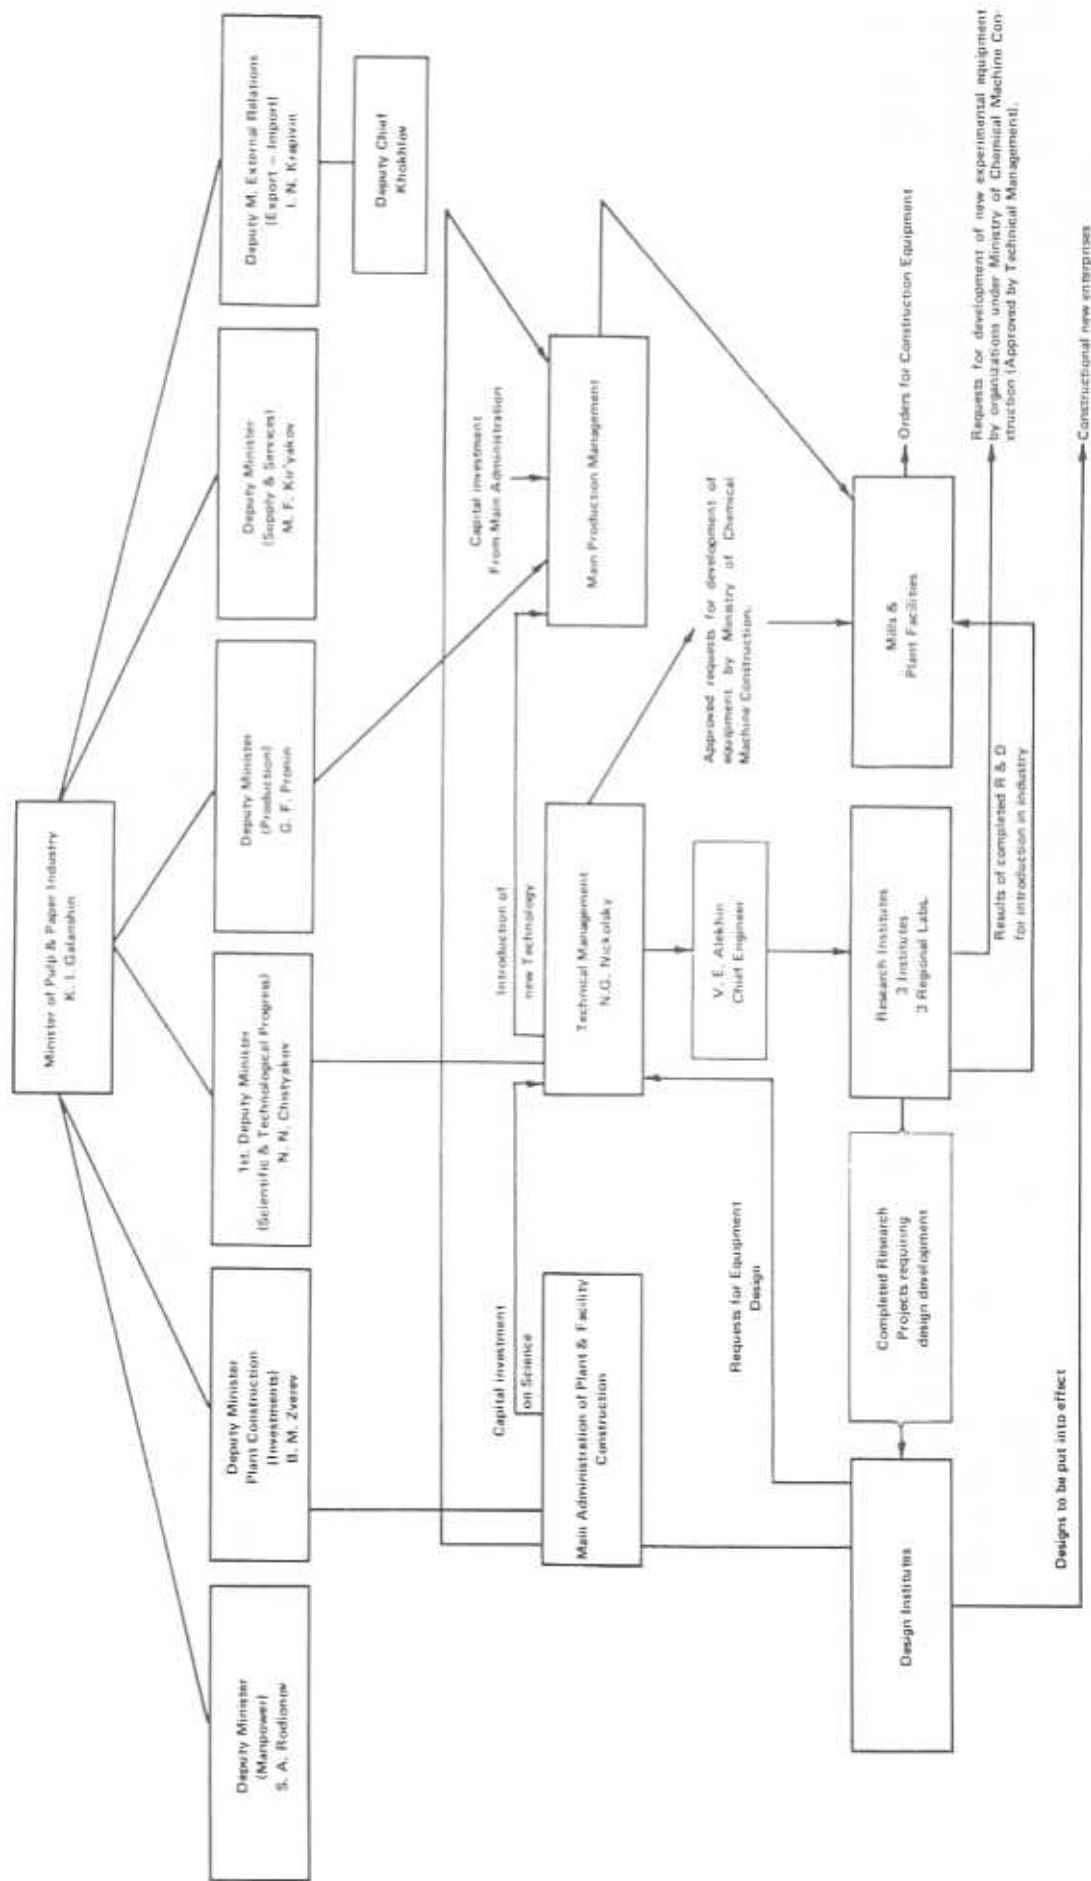 Minister of Pulp & Paper Industry
K. I. Galanshin
Deputy Minister
(Manpower)
S. A. Rodionov
Deputy Minister
Plant Construction
(Investments)
B. M. Zverev
1st. Deputy Minister
(Scientific & Technological Progress)
N. N. Chistyakov
Deputy Minister
(Production)
G. F. Pronin
Deputy Minister
(Supply & Services)
M. F. Kir'yakov
Deputy M. External Relations
(Export – Import)
I. N. Krapivin
Deputy Chief
Khokhlov
Capital investment
on Science
Introduction of
new Technology
Capital investment
From Main Administration
Main Administration of Plant & Facility
Construction
Technical Management
N.G. Nickolsky
Main Production Management
Requests for Equipment
Design
V. E. Alekhin
Chief Engineer
Approved requests for development of
equipment by Ministry of Chemical
Machine Construction.
Design Institutes
Completed Research
Projects requiring
design development
Research Institutes
3 Institutes
3 Regional Labs.
Mills &
Plant Facilities
Orders for Construction Equipment
Results of completed R & D
for introduction in industry
Requests for development of new experimental equipment
by organizations under Ministry of Chemical Machine Con-
struction (Approved by Technical Management).
Designs to be put into effect
Constructional new enterprises